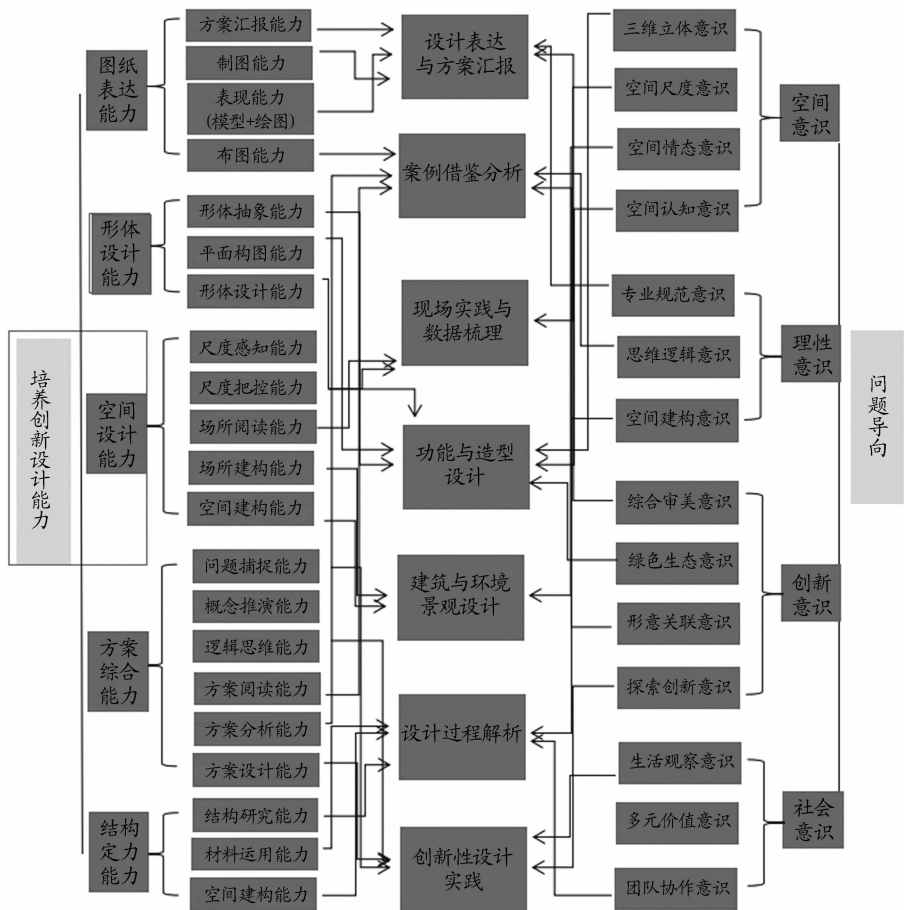 培养创新设计能力
图纸
表达
能力
方案汇报能力
制图能力
表现能力
(模型+绘图)
布图能力
形体
设计
能力
形体抽象能力
平面构图能力
形体设计能力
空间
设计
能力
尺度感知能力
尺度把控能力
场所阅读能力
场所建构能力
空间建构能力
方案
综合
能力
问题捕捉能力
概念推演能力
逻辑思维能力
方案阅读能力
方案分析能力
方案设计能力
结构
定力
能力
结构研究能力
材料运用能力
空间建构能力
设计表达
与方案汇报
案例借鉴分析
现场实践与
数据梳理
功能与造型
设计
建筑与环境
景观设计
设计过程解析
创新性设计
实践
三维立体意识
空间尺度意识
空间情态意识
空间认知意识
空间
意识
专业规范意识
思维逻辑意识
空间建构意识
理性
意识
综合审美意识
绿色生态意识
形意关联意识
探索创新意识
创新
意识
生活观察意识
多元价值意识
团队协作意识
社会
意识
问题导向